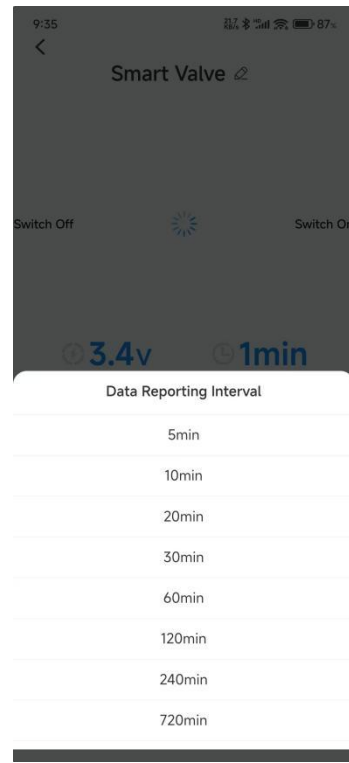 9:35 87%
Smart Valve
Switch Off Switch On
3.4V 1min
Data Reporting Interval
5min
10min
20min
30min
60min
120min
240min
720min